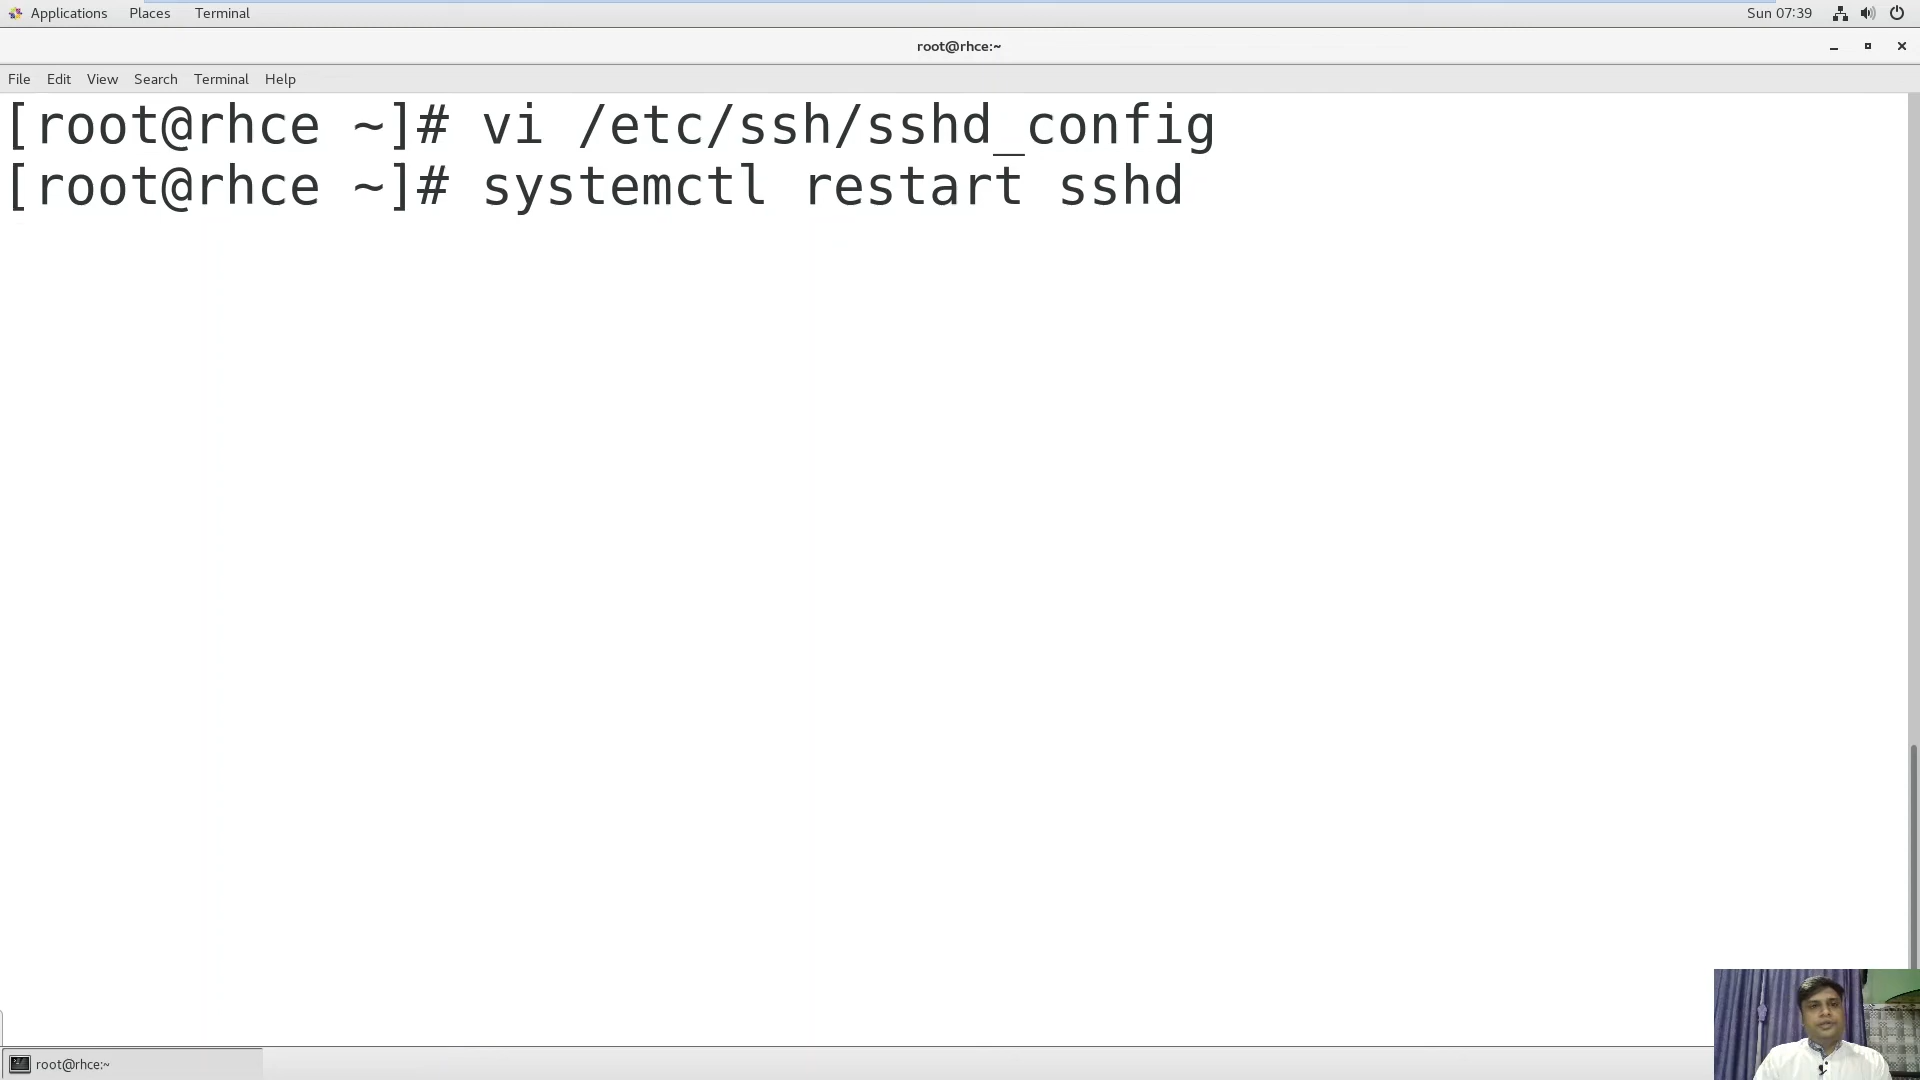 Applications Places Terminal Sun 07:39
root@rhce:~
File Edit View Search Terminal Help
[root@rhce ~]# vi /etc/ssh/sshd_config
[root@rhce ~]# systemctl restart sshd
root@rhce:~